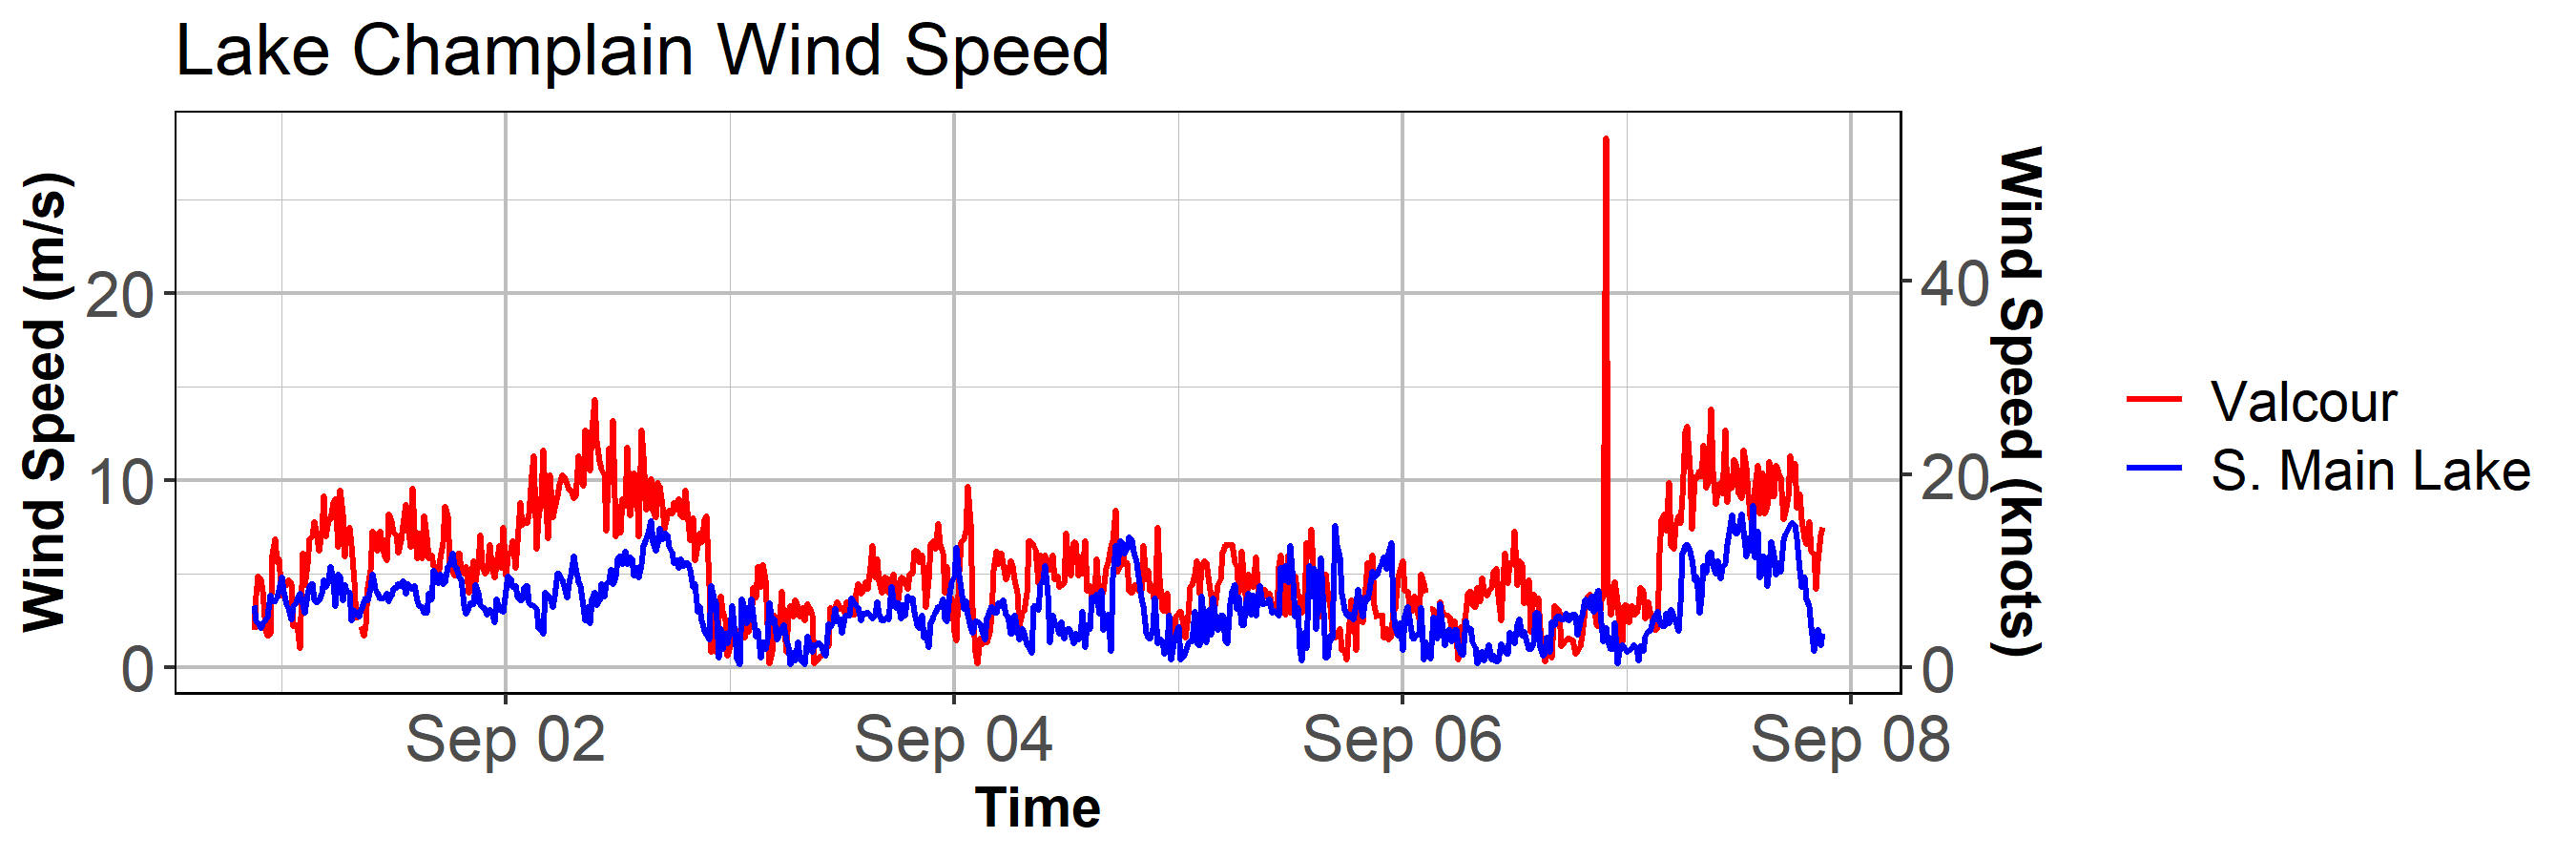 Lake Champlain Wind Speed
Wind Speed (m/s)
20
10
0
40
20
0
Wind Speed (knots)
Sep 02
Sep 04
Sep 06
Sep 08
Time
Valcour
S. Main Lake